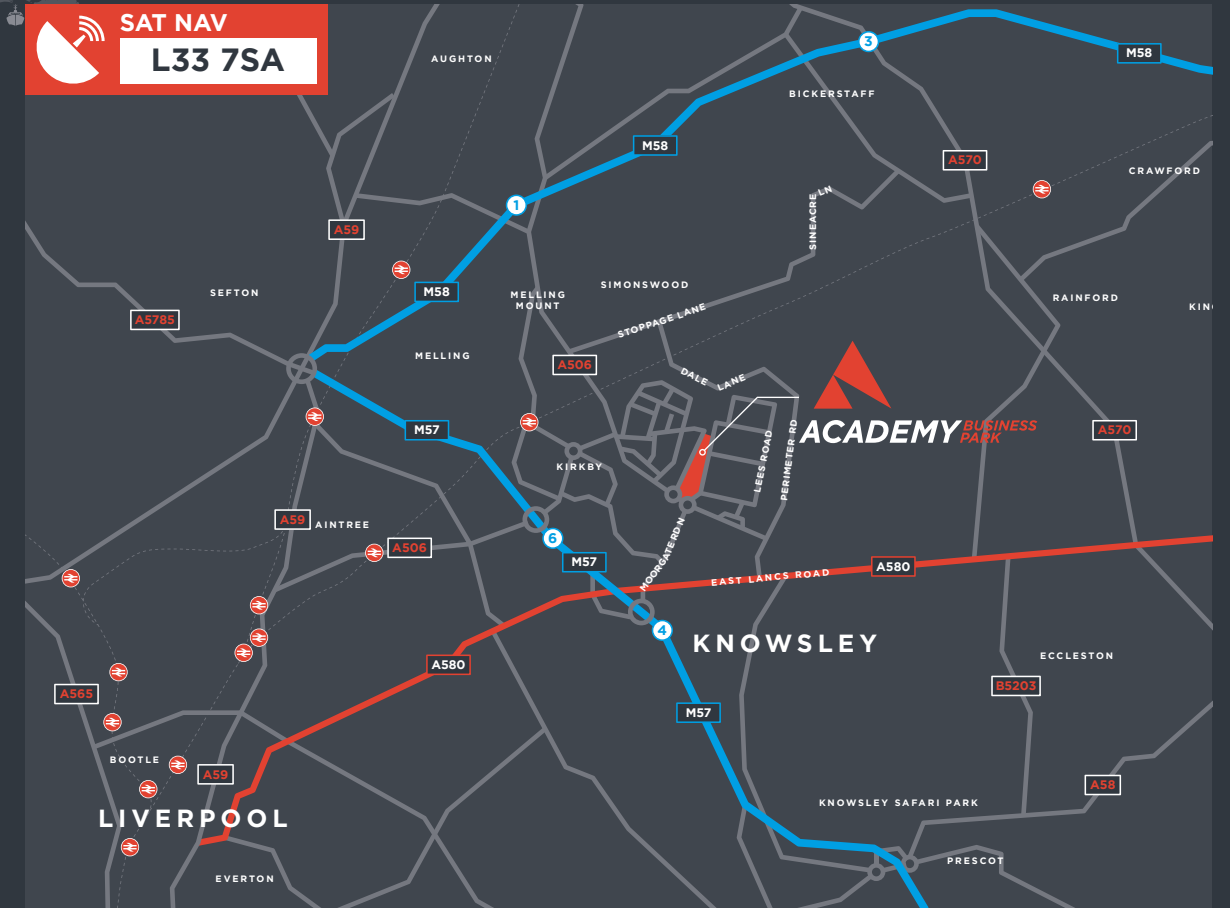 SAT NAV
L33 7SA
AUGHTON
3
M58
BICKERSTAFF
M58
A570
CRAWFORD
SINEACRE LN
1
A59
M58
SEFTON
SIMONSWOOD
MELLING
MOUNT
RAINFORD
KING
A5785
STOPPAGE LANE
MELLING
A506
DALE LANE
ACADEMY
BUSINESS
PARK
M57
A570
LEES ROAD
PERIMETER RD
KIRKBY
A59
AINTREE
A506
6
M57
MOORGATE RD N
EAST LANCS ROAD
A580
4
KNOWSLEY
A580
ECCLESTON
B5203
A565
M57
BOOTLE
A59
A58
KNOWSLEY SAFARI PARK
LIVERPOOL
PRESCOT
EVERTON